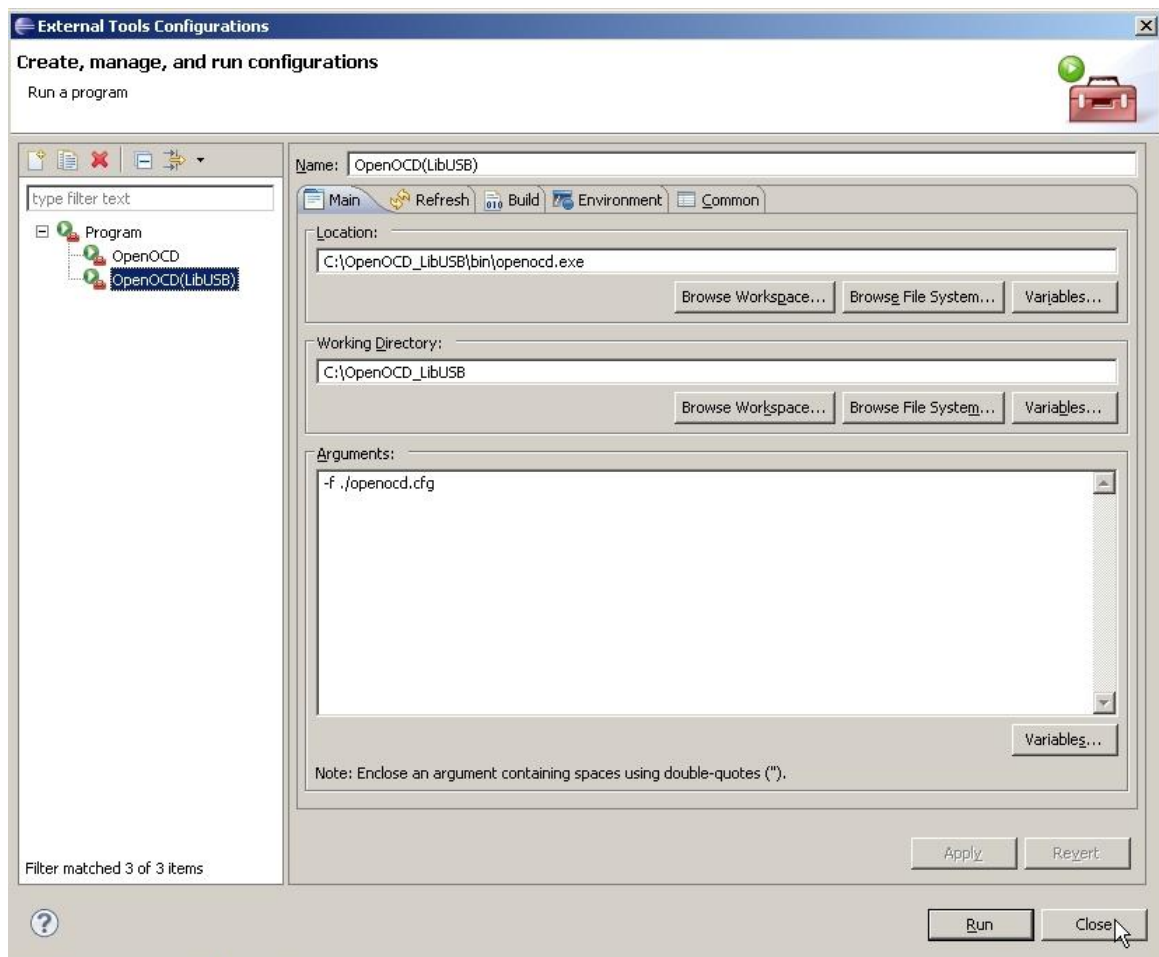 External Tools Configurations
Create, manage, and run configurations
Run a program
type filter text
Program
OpenOCD
OpenOCD(LibUSB)
Filter matched 3 of 3 items
Name: OpenOCD(LibUSB)
Main Refresh Build Environment Common
Location:
C:\OpenOCD_LibUSB\bin\openocd.exe
Browse Workspace... Browse File System... Variables...
Working Directory:
C:\OpenOCD_LibUSB
Browse Workspace... Browse File System... Variables...
Arguments:
-f ./openocd.cfg
Variables...
Note: Enclose an argument containing spaces using double-quotes (").
Apply Revert
? Run Close